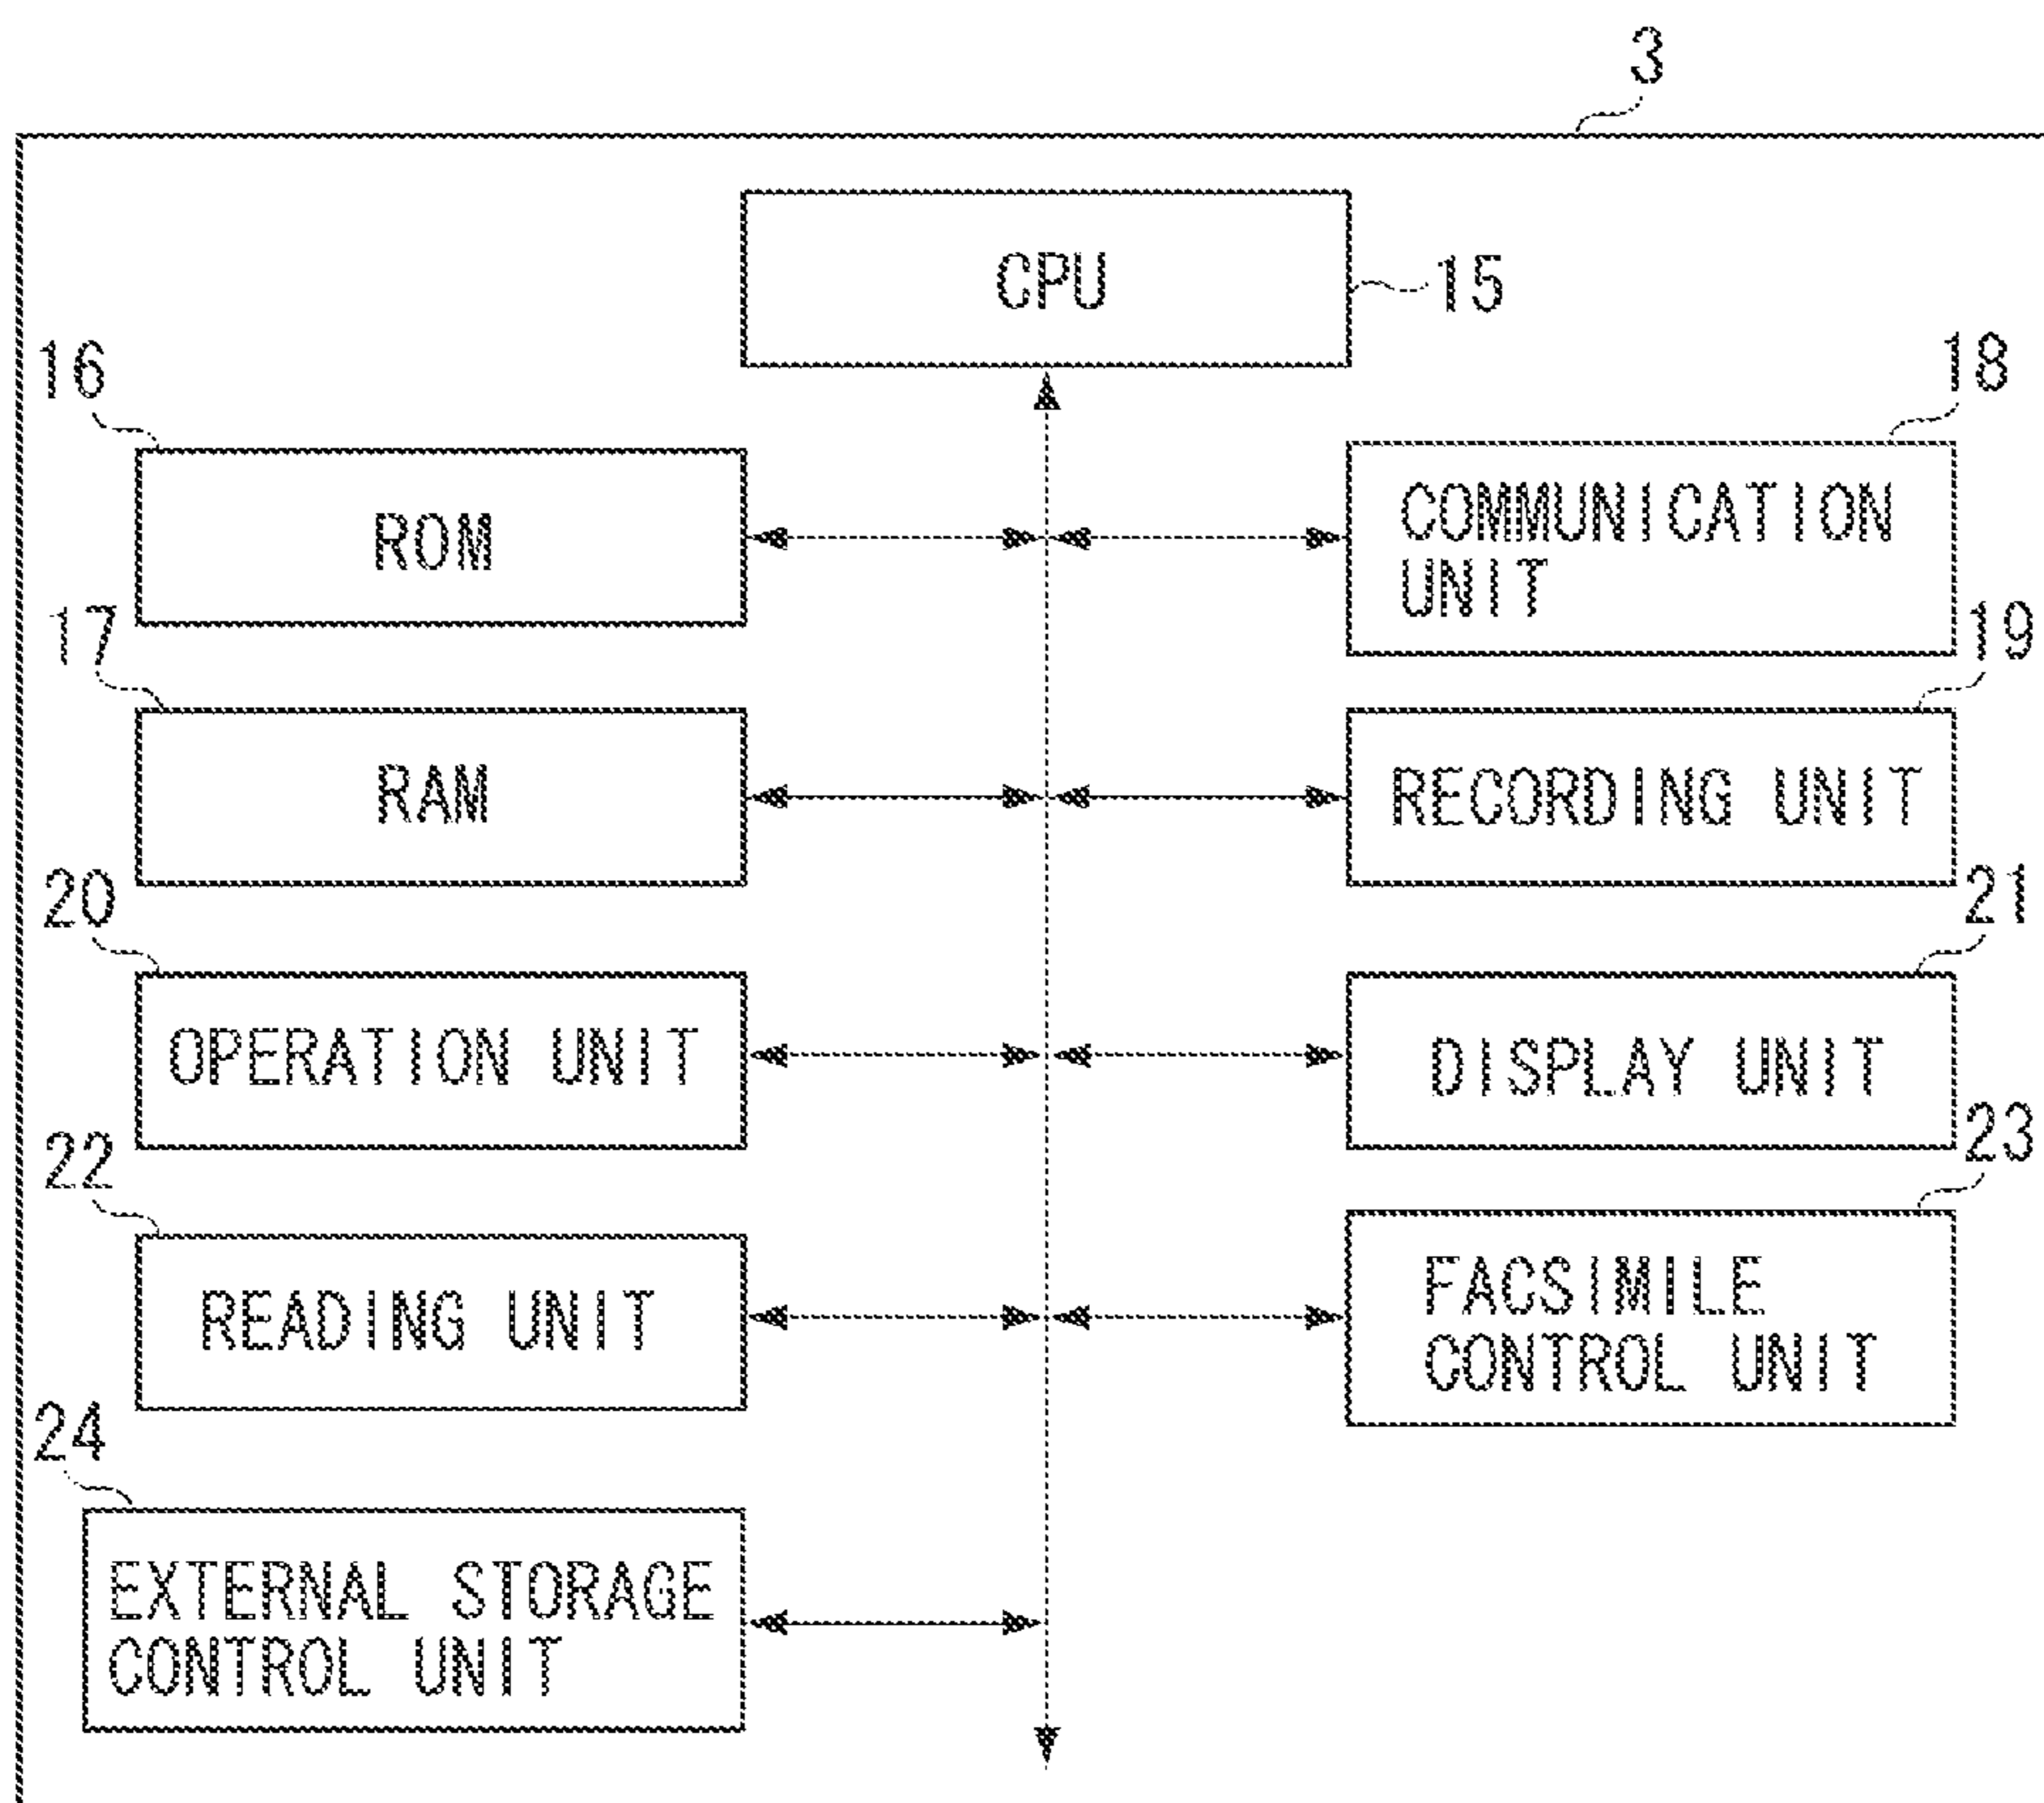 3
CPU
15
16
18
ROM
COMMUNICATION
UNIT
17
19
RAM
RECORDING UNIT
20
21
OPERATION UNIT
DISPLAY UNIT
22
23
READING UNIT
FACSIMILE
CONTROL UNIT
24
EXTERNAL STORAGE
CONTROL UNIT